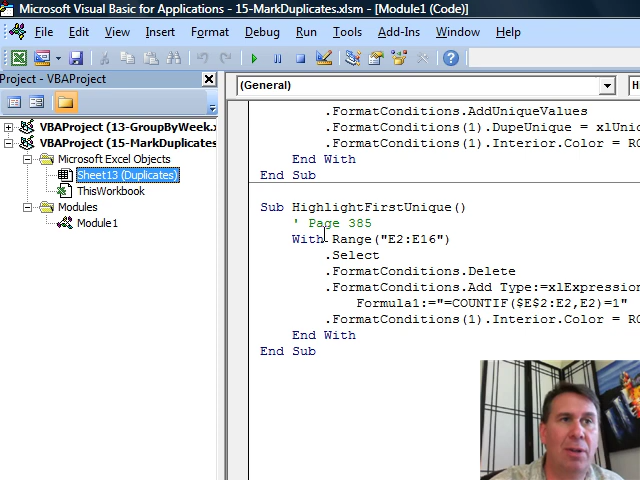 Microsoft Visual Basic for Applications - 15-MarkDuplicates.xlsm - [Module1 (Code)]
File Edit View Insert Format Debug Run Tools Add-Ins Window Help
Project - VBAProject
(General)
VBAProject (13-GroupByWeek.x
VBAProject (15-MarkDuplicates
Microsoft Excel Objects
Sheet13 (Duplicates)
ThisWorkbook
Modules
Module1
.FormatConditions.AddUniqueValues
.FormatConditions(1).DupeUnique = xlUni
.FormatConditions(1).Interior.Color = RG
End With
End Sub
Sub HighlightFirstUnique()
' Page 385
With Range("E2:E16")
.Select
.FormatConditions.Delete
.FormatConditions.Add Type:=xlExpression
Formula1:="=COUNTIF(E$2:E2,E2)=1"
.FormatConditions(1).Interior.Color = RG
End With
End Sub